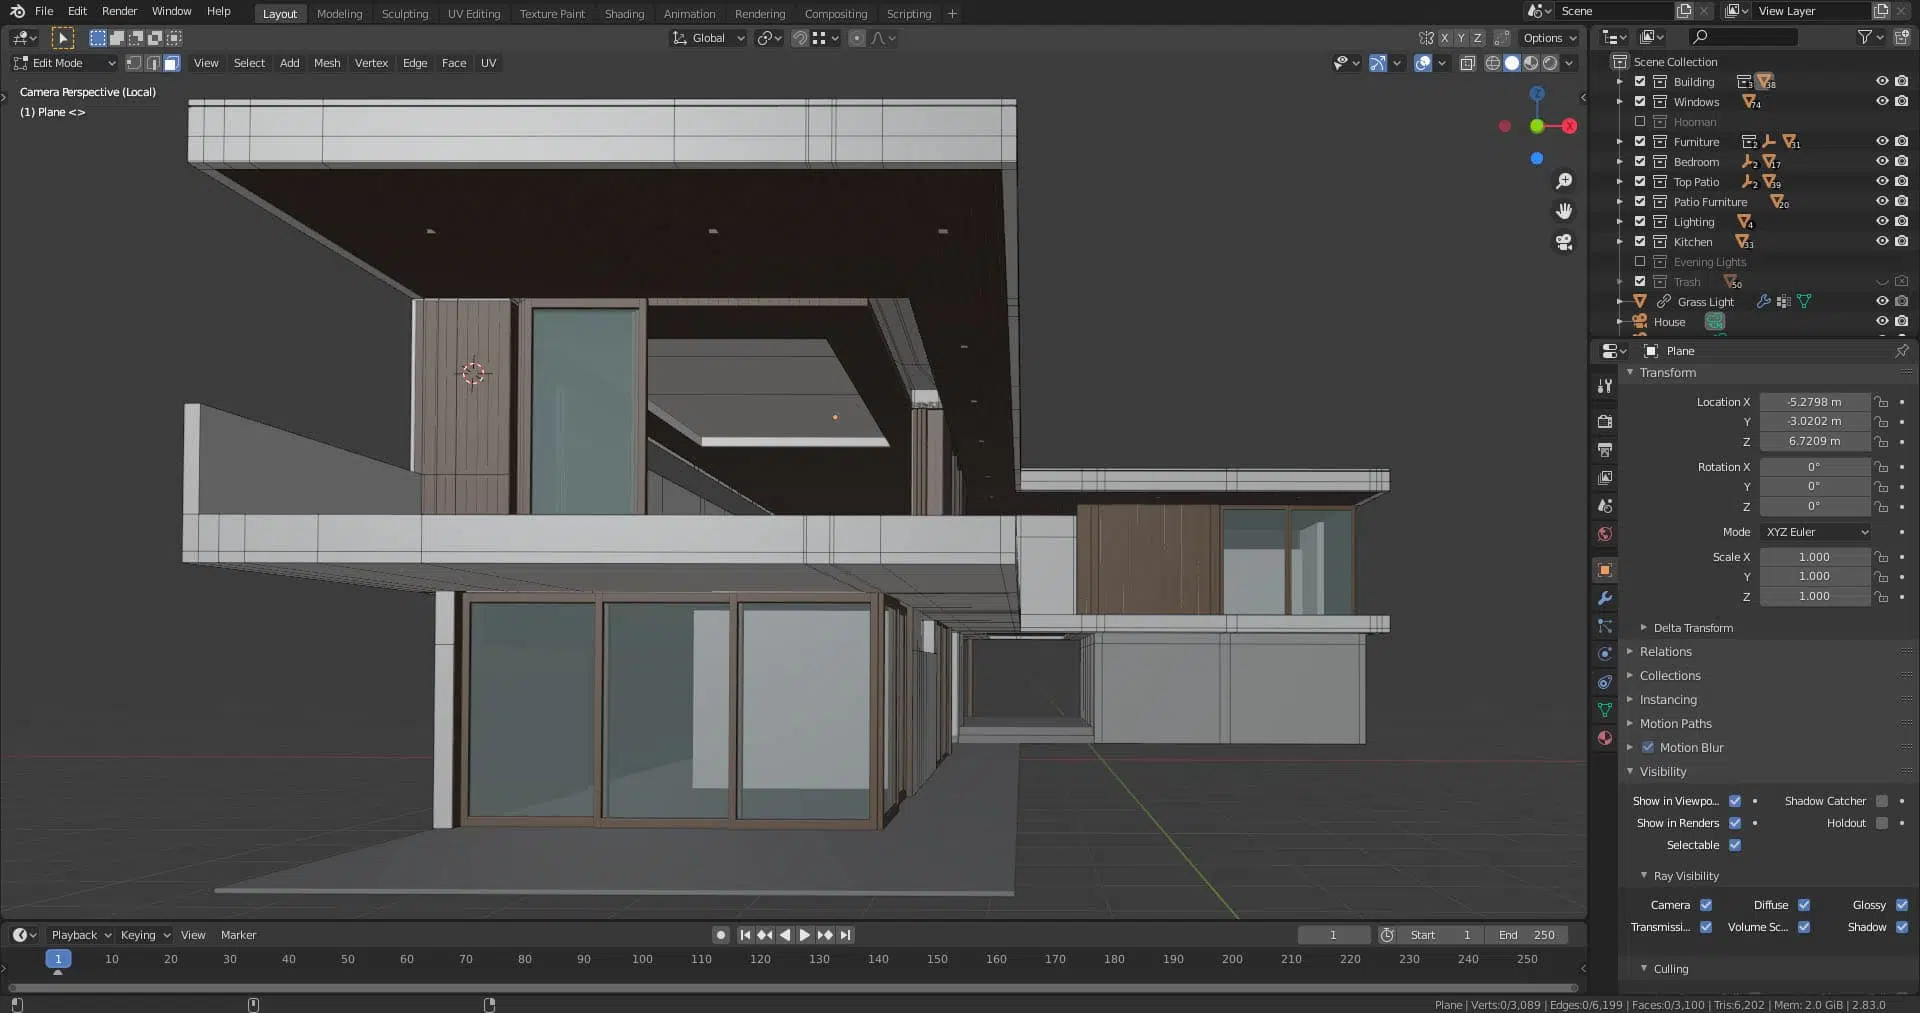 File Edit Render Window Help Layout Modeling Sculpting UV Editing Texture Paint Shading Animation Rendering Compositing Scripting + Scene View Layer
Global X Y Z Options
Edit Mode View Select Add Mesh Vertex Edge Face UV
Camera Perspective (Local)
(1) Plane <>
Z
X
Scene Collection
Building 3 38
Windows 74
Hooman
Furniture 2 31
Bedroom 2 17
Top Patio 2 39
Patio Furniture 20
Lighting 4
Kitchen 33
Evening Lights
Trash 50
Grass Light
House
Plane
Transform
Location X -5.2798 m
Y -3.0202 m
Z 6.7209 m
Rotation X 0°
Y 0°
Z 0°
Mode XYZ Euler
Scale X 1.000
Y 1.000
Z 1.000
Delta Transform
Relations
Collections
Instancing
Motion Paths
Motion Blur
Visibility
Show in Viewpo... Shadow Catcher
Show in Renders Holdout
Selectable
Ray Visibility
Camera Diffuse Glossy
Transmissi... Volume Sc... Shadow
Culling
Playback Keying View Marker 1 Start 1 End 250
1 10 20 30 40 50 60 70 80 90 100 110 120 130 140 150 160 170 180 190 200 210 220 230 240 250
Plane | Verts:0/3,089 | Edges:0/6,199 | Faces:0/3,100 | Tris:6,202 | Mem: 2.0 GiB | 2.83.0